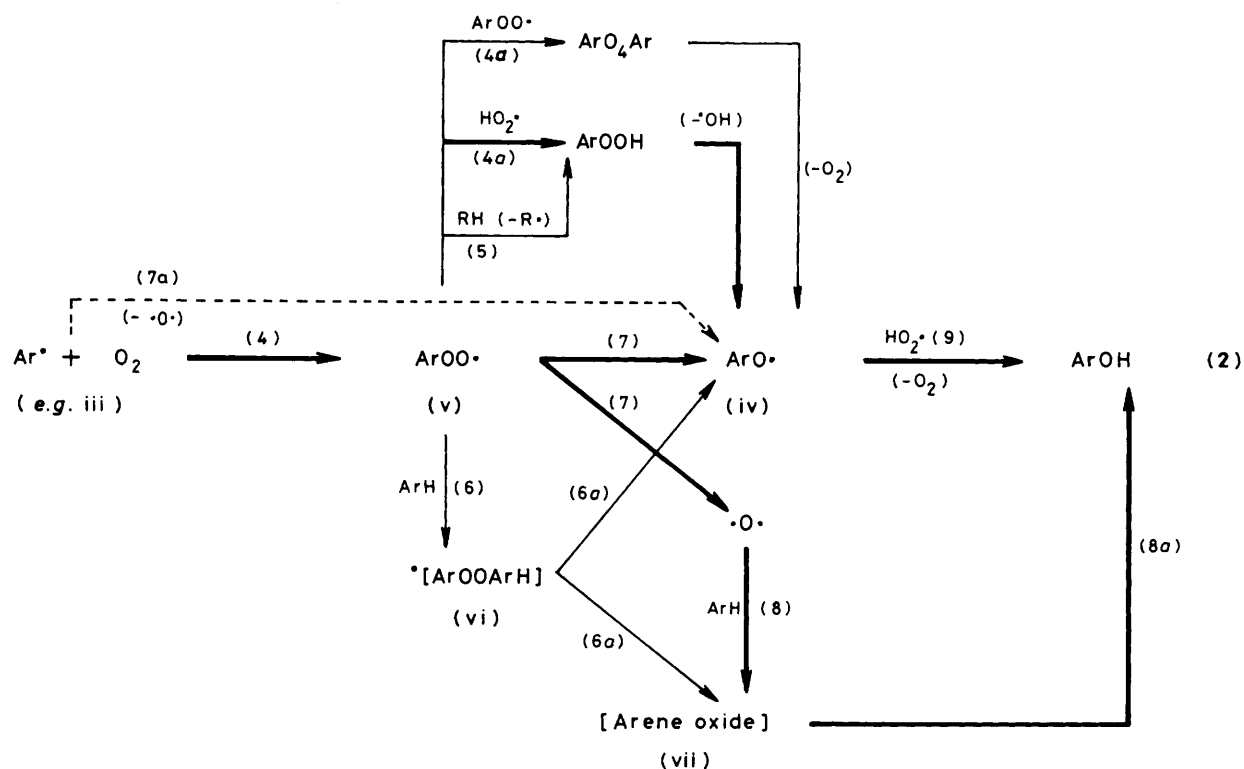 ArOO•
(4a)
ArO₄Ar
HO₂•
(4a)
ArOOH
(-•OH)
(-O₂)
RH (-R•)
(5)
(7a)
(- •O•)
Ar• + O₂
(4)
ArOO•
(7)
ArO•
HO₂• (9)
(-O₂)
ArOH
(2)
(e.g. iii)
(v)
(7)
(iv)
ArH (6)
(6a)
•O•
(8a)
•[ArOOArH]
(vi)
ArH (8)
(6a)
[Arene oxide]
(vii)